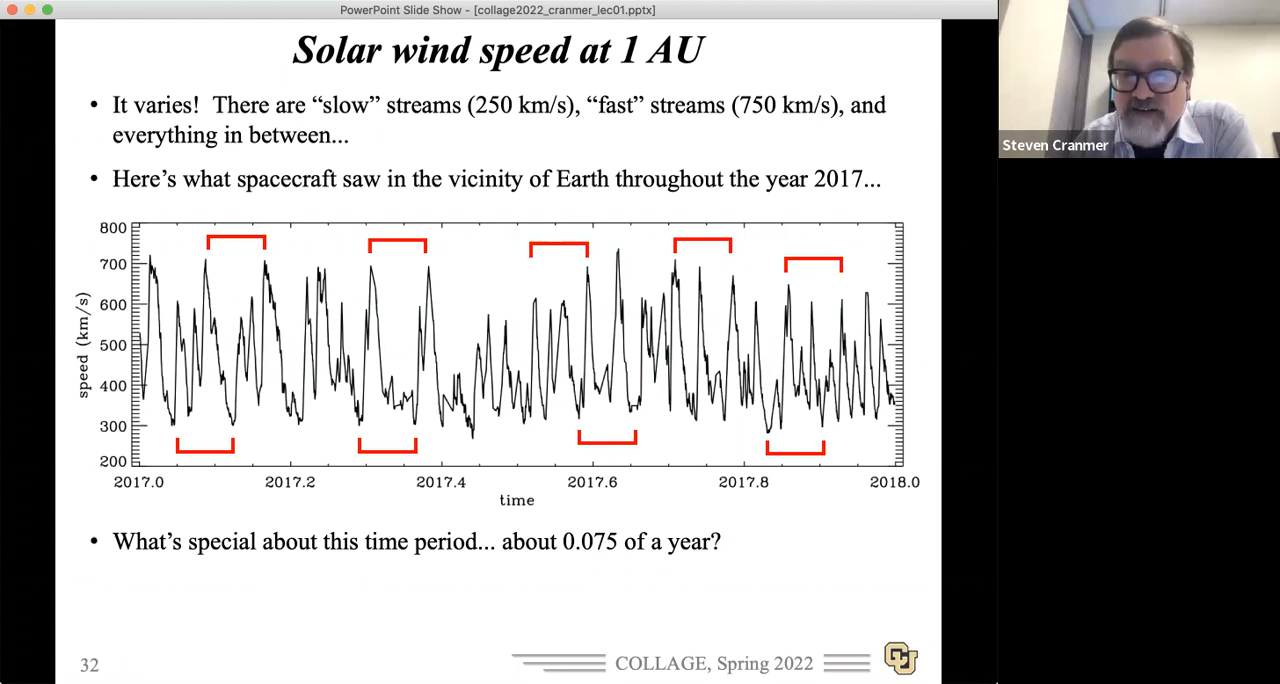 PowerPoint Slide Show - [collage2022_cranmer_lec01.pptx]
Solar wind speed at 1 AU
• It varies!  There are “slow” streams (250 km/s), “fast” streams (750 km/s), and
everything in between...
• Here’s what spacecraft saw in the vicinity of Earth throughout the year 2017...
800
700
600
500
400
300
200
speed (km/s)
2017.0 2017.2 2017.4 2017.6 2017.8 2018.0
time
• What’s special about this time period... about 0.075 of a year?
32
COLLAGE, Spring 2022
CU
Steven Cranmer